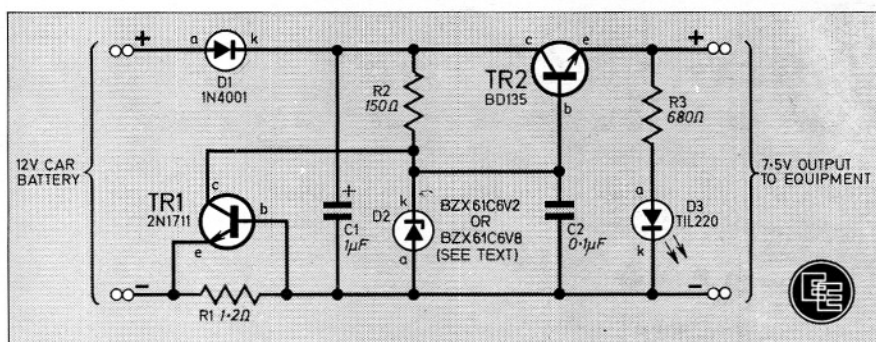 +
a
k
D1
1N4001
c
e
TR2
BD135
b
+
R2
150Ω
R3
680Ω
12V CAR
BATTERY
7·5V OUTPUT
TO EQUIPMENT
TR1
2N1711
c
b
e
+
C1
1μF
k
D2
a
BZX61C6V2
OR
BZX61C6V8
(SEE TEXT)
C2
0·1μF
a
D3
TIL220
k
−
R1 1·2Ω
−
EE